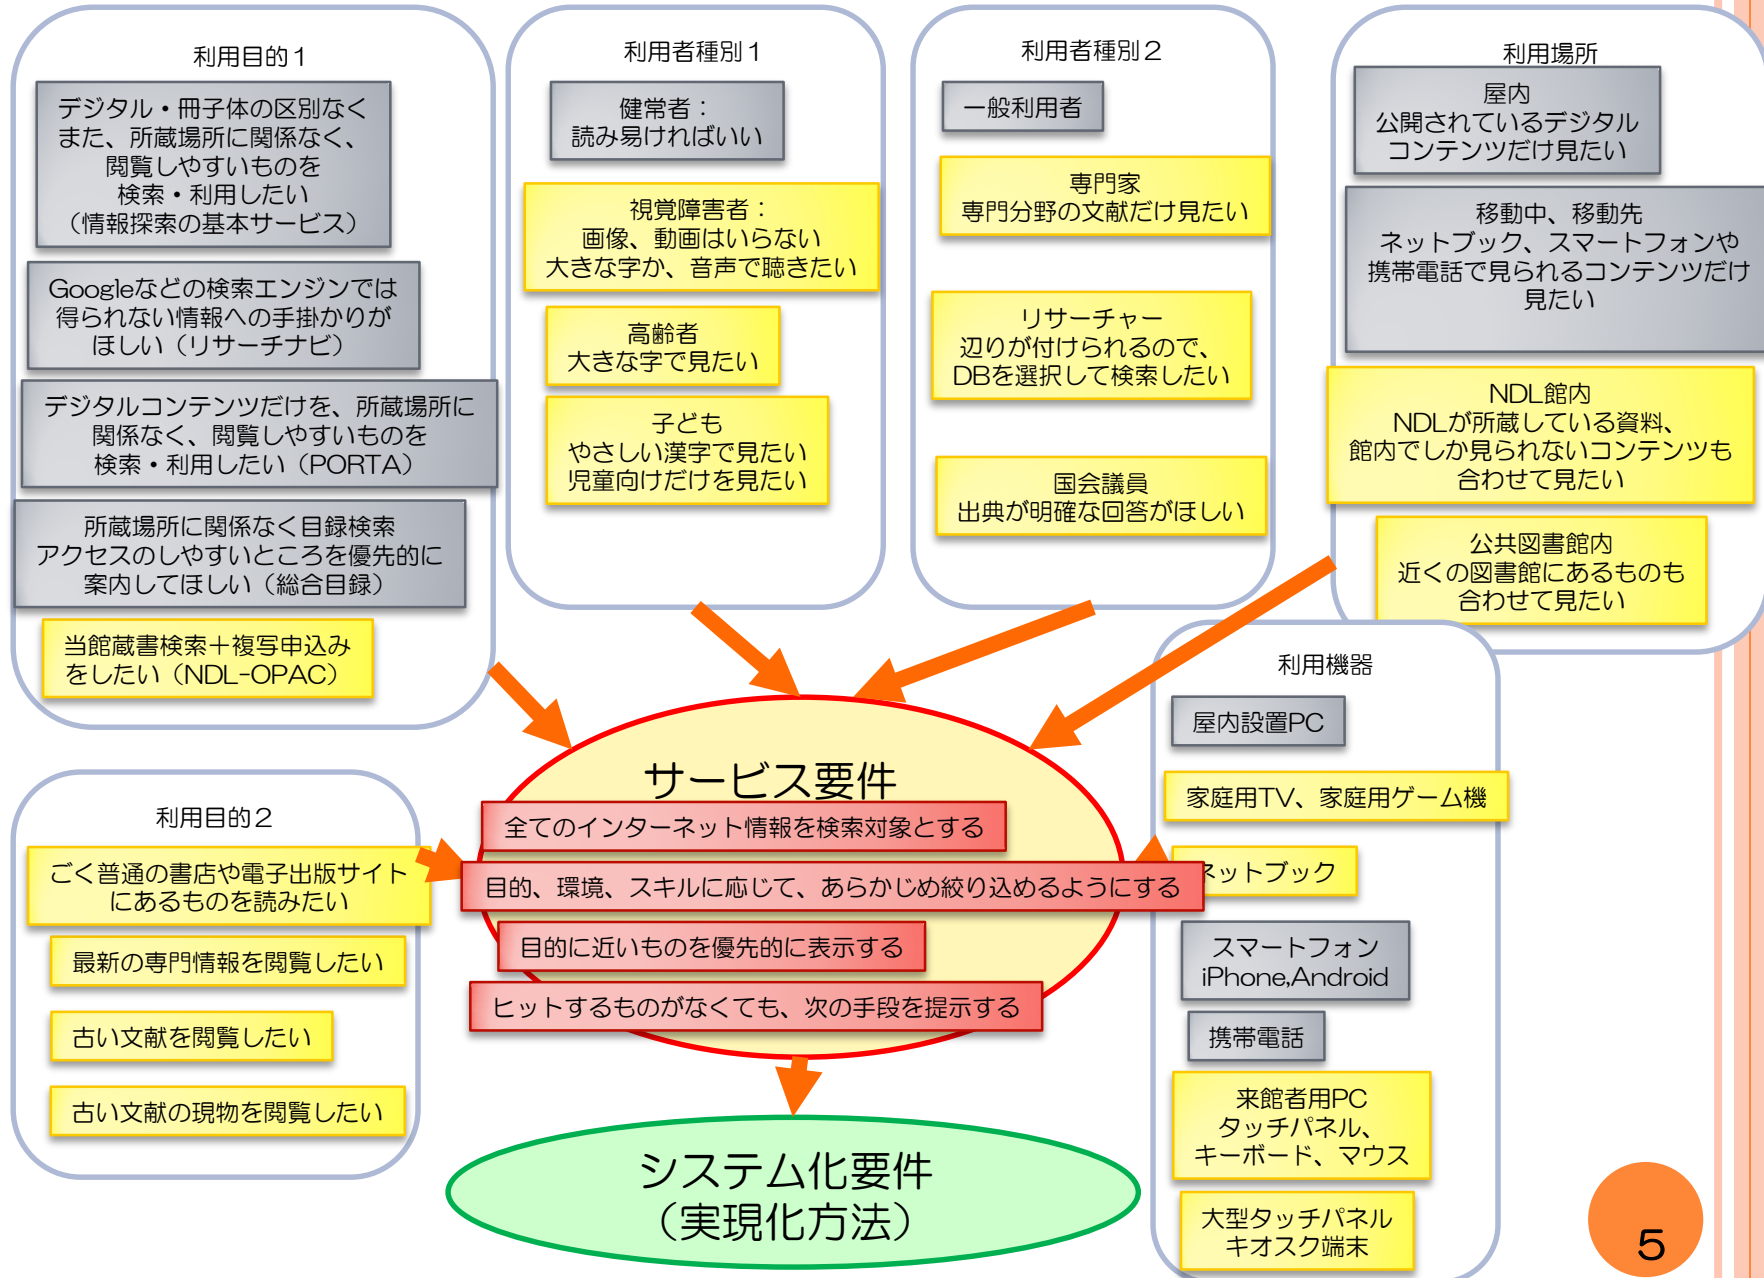 利用目的１
デジタル・冊子体の区別なく
また、所蔵場所に関係なく、
閲覧しやすいものを
検索・利用したい
（情報探索の基本サービス）
Googleなどの検索エンジンでは
得られない情報への手掛かりが
ほしい（リサーチナビ）
デジタルコンテンツだけを、所蔵場所に
関係なく、閲覧しやすいものを
検索・利用したい（PORTA）
所蔵場所に関係なく目録検索
アクセスのしやすいところを優先的に
案内してほしい（総合目録）
当館蔵書検索＋複写申込み
をしたい（NDL-OPAC）
利用者種別１
健常者：
読み易ければいい
視覚障害者：
画像、動画はいらない
大きな字か、音声で聴きたい
高齢者
大きな字で見たい
子ども
やさしい漢字で見たい
児童向けだけを見たい
利用者種別２
一般利用者
専門家
専門分野の文献だけ見たい
リサーチャー
辺りが付けられるので、
DBを選択して検索したい
国会議員
出典が明確な回答がほしい
利用場所
屋内
公開されているデジタル
コンテンツだけ見たい
移動中、移動先
ネットブック、スマートフォンや
携帯電話で見られるコンテンツだけ
見たい
NDL館内
NDLが所蔵している資料、
館内でしか見られないコンテンツも
合わせて見たい
公共図書館内
近くの図書館にあるものも
合わせて見たい
利用目的２
ごく普通の書店や電子出版サイト
にあるものを読みたい
最新の専門情報を閲覧したい
古い文献を閲覧したい
古い文献の現物を閲覧したい
サービス要件
全てのインターネット情報を検索対象とする
目的、環境、スキルに応じて、あらかじめ絞り込めるようにする
目的に近いものを優先的に表示する
ヒットするものがなくても、次の手段を提示する
システム化要件
（実現化方法）
利用機器
屋内設置PC
家庭用TV、家庭用ゲーム機
ネットブック
スマートフォン
iPhone,Android
携帯電話
来館者用PC
タッチパネル、
キーボード、マウス
大型タッチパネル
キオスク端末
5